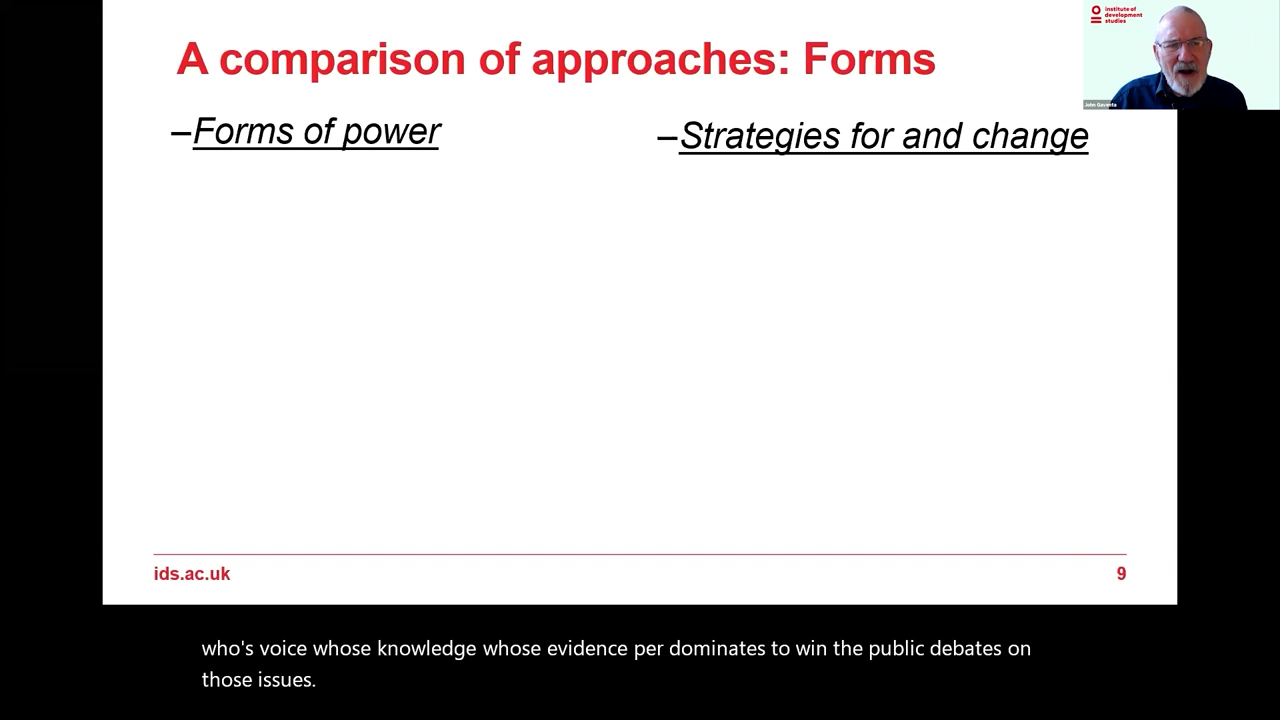 A comparison of approaches: Forms
institute of
development
studies
John Gaventa
–Forms of power
–Strategies for and change
ids.ac.uk
9
who's voice whose knowledge whose evidence per dominates to win the public debates on
those issues.